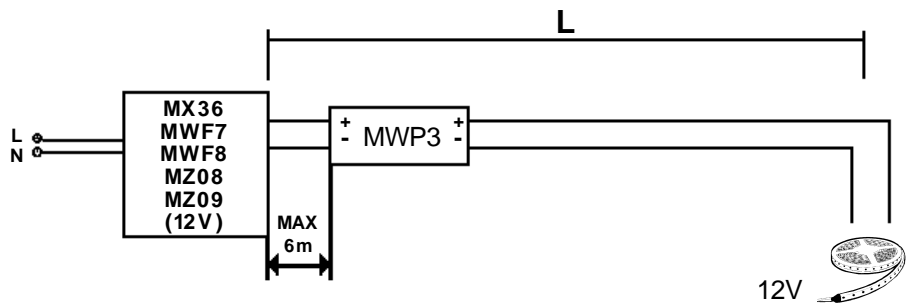 L
L
N
MX36
MWF7
MWF8
MZ08
MZ09
(12V)
+
-
MWP3
+
-
MAX
6m
12V